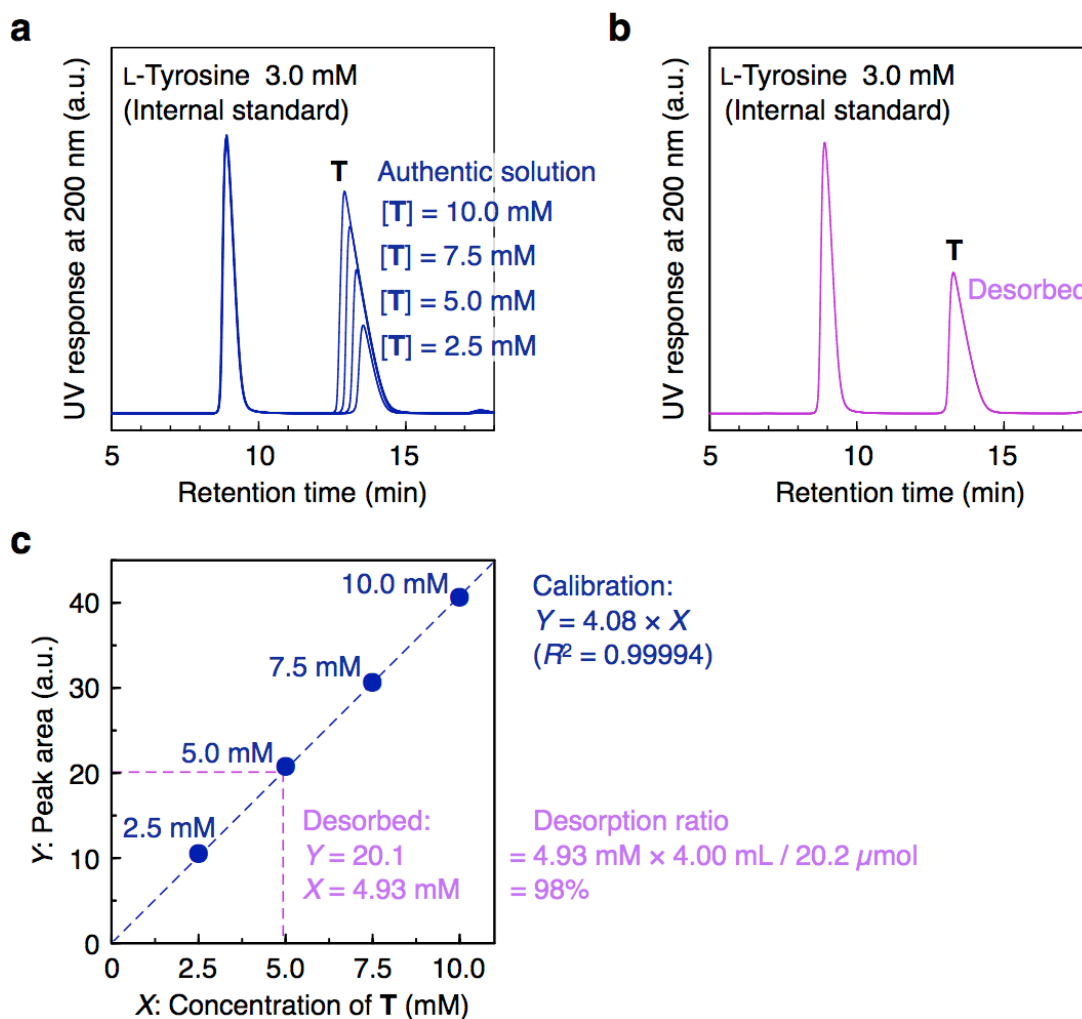 a
UV response at 200 nm (a.u.)
L-Tyrosine 3.0 mM
(Internal standard)
T
Authentic solution
[T] = 10.0 mM
[T] = 7.5 mM
[T] = 5.0 mM
[T] = 2.5 mM
5 10 15
Retention time (min)
b
UV response at 200 nm (a.u.)
L-Tyrosine 3.0 mM
(Internal standard)
T
Desorbed
5 10 15
Retention time (min)
c
Y: Peak area (a.u.)
40
30
20
10
0
10.0 mM
7.5 mM
5.0 mM
2.5 mM
Desorbed:
Y = 20.1
X = 4.93 mM
0 2.5 5.0 7.5 10.0
X: Concentration of T (mM)
Calibration:
Y = 4.08 × X
(R² = 0.99994)
Desorption ratio
= 4.93 mM × 4.00 mL / 20.2 μmol
= 98%